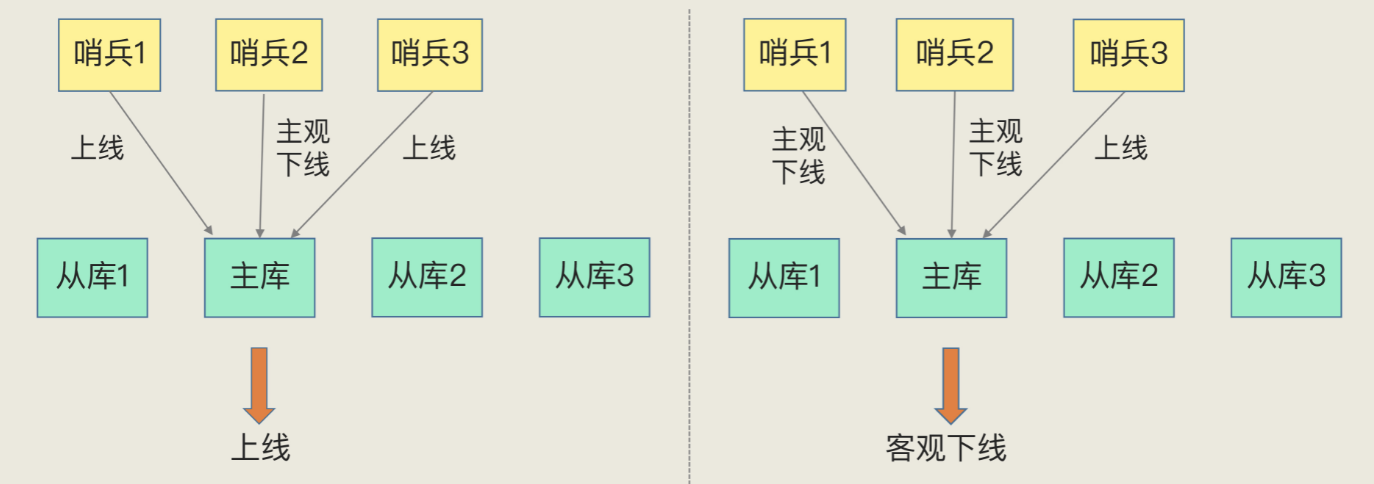 哨兵1
哨兵2
哨兵3
上线
主观
下线
上线
从库1
主库
从库2
从库3
上线
哨兵1
哨兵2
哨兵3
主观
下线
主观
下线
上线
从库1
主库
从库2
从库3
客观下线